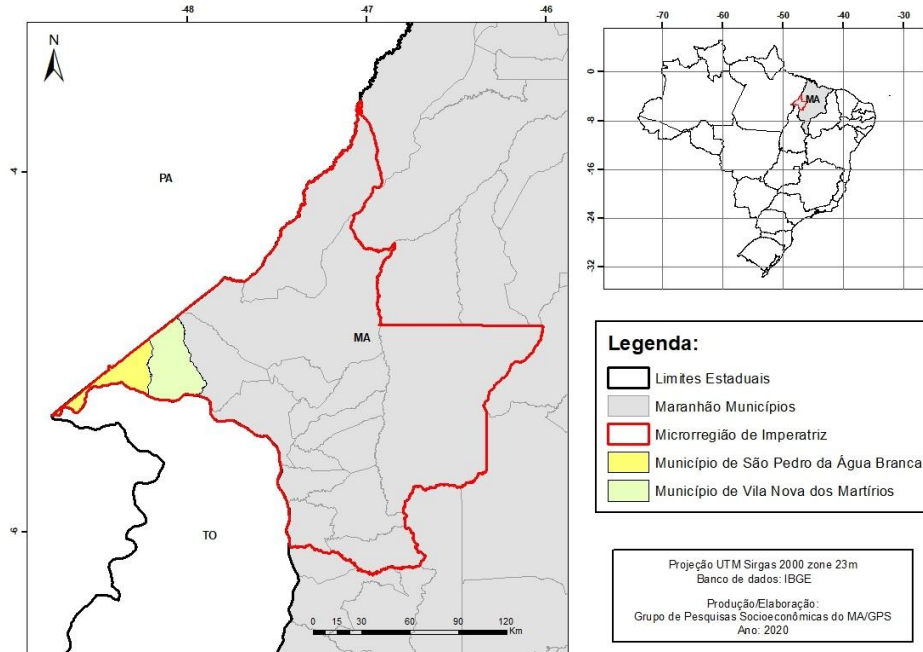 -48
-47
-46
N
-4
-6
PA
MA
TO
0 15 30 60 90 120
Km
-70 -60 -50 -40 -30
0
-8
-16
-24
-32
MA
Legenda:
Limites Estaduais
Maranhão Municípios
Microrregião de Imperatriz
Município de São Pedro da Água Branca
Município de Vila Nova dos Martírios
Projeção UTM Sirgas 2000 zone 23m
Banco de dados: IBGE
Produção/Elaboração:
Grupo de Pesquisas Socioeconômicas do MA/GPS
Ano: 2020